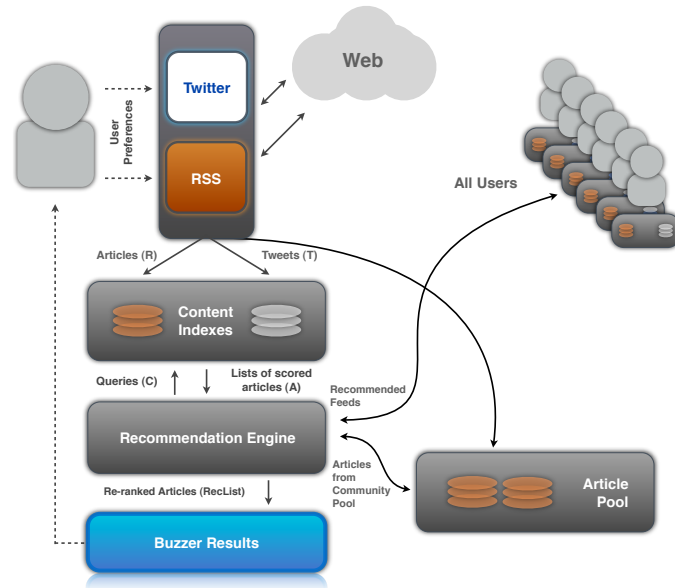 Web
Twitter
User
Preferences
RSS
All Users
Articles (R)
Tweets (T)
Content
Indexes
Queries (C)
Lists of scored
articles (A)
Recommended
Feeds
Recommendation Engine
Articles
from
Community
Pool
Article
Pool
Re-ranked Articles (RecList)
Buzzer Results